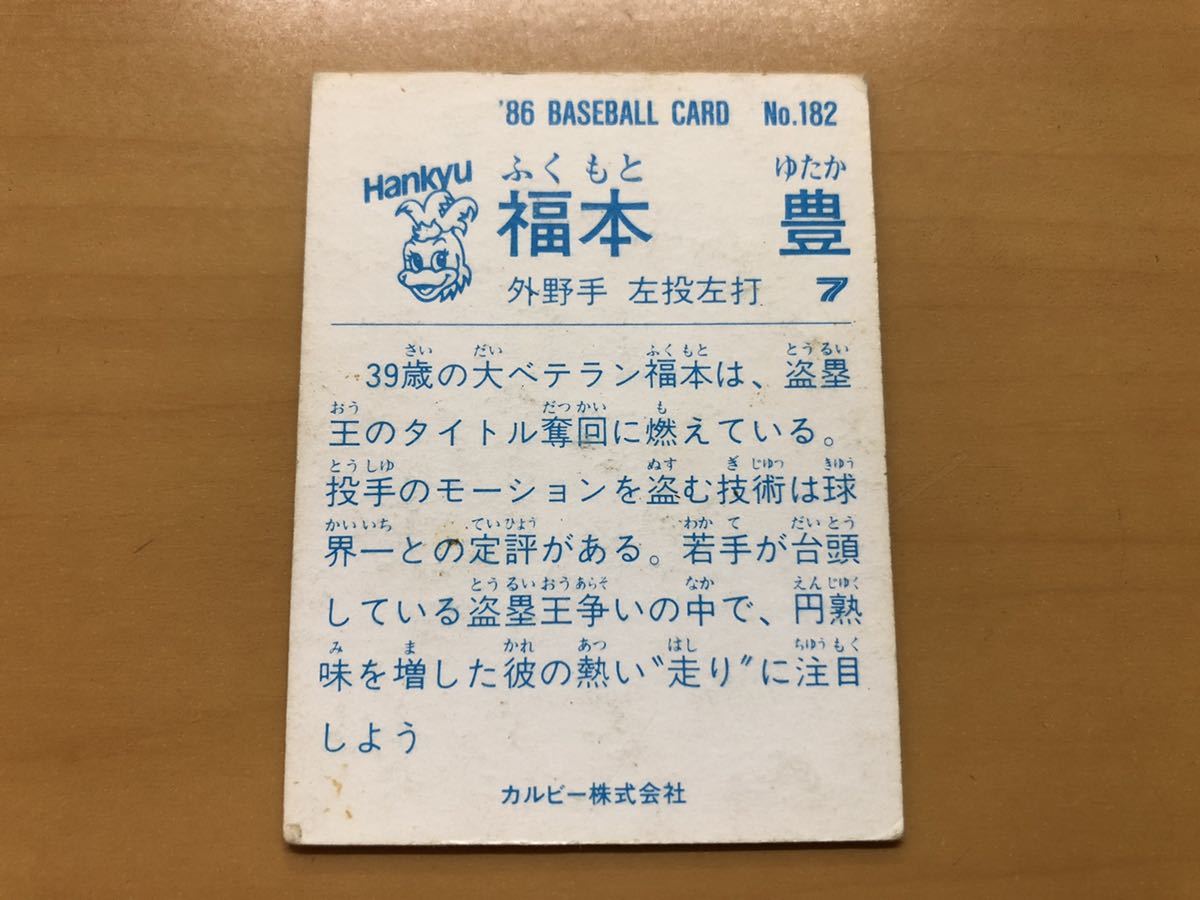 '86 BASEBALL CARD No.182
Hankyu
ふくもと ゆたか
福本 豊
外野手 左投左打 7
さい だい ふくもと とうるい
39歳の大ベテラン福本は、盗塁
おう だつかい も
王のタイトル奪回に燃えている。
とうしゆ ぬす ぎ じゆつ きゆう
投手のモーションを盗む技術は球
かいいち ていひよう わか て だいとう
界一との定評がある。若手が台頭
とうるいおうあらそ なか えんじゆく
している盗塁王争いの中で、円熟
み ま かれ あつ はし ちゆうもく
味を増した彼の熱い〝走り〟に注目
しよう
カルビー株式会社